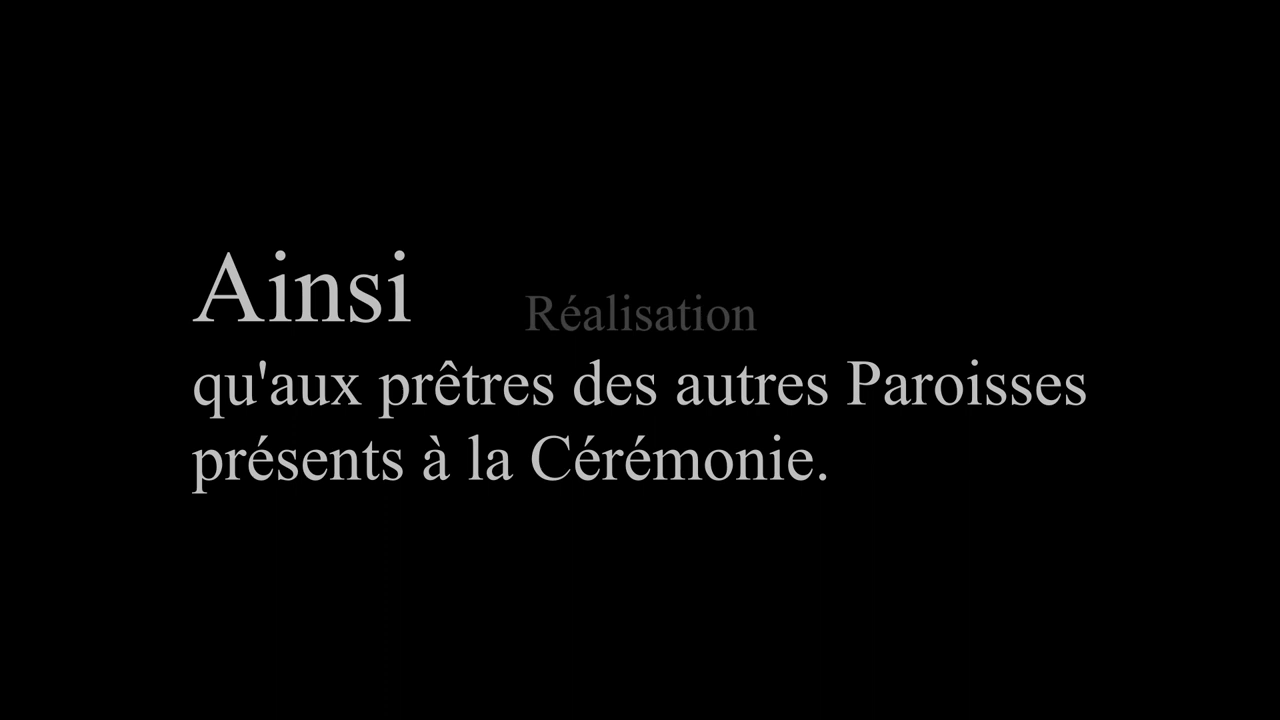 Ainsi
Réalisation
qu'aux prêtres des autres Paroisses
présents à la Cérémonie.